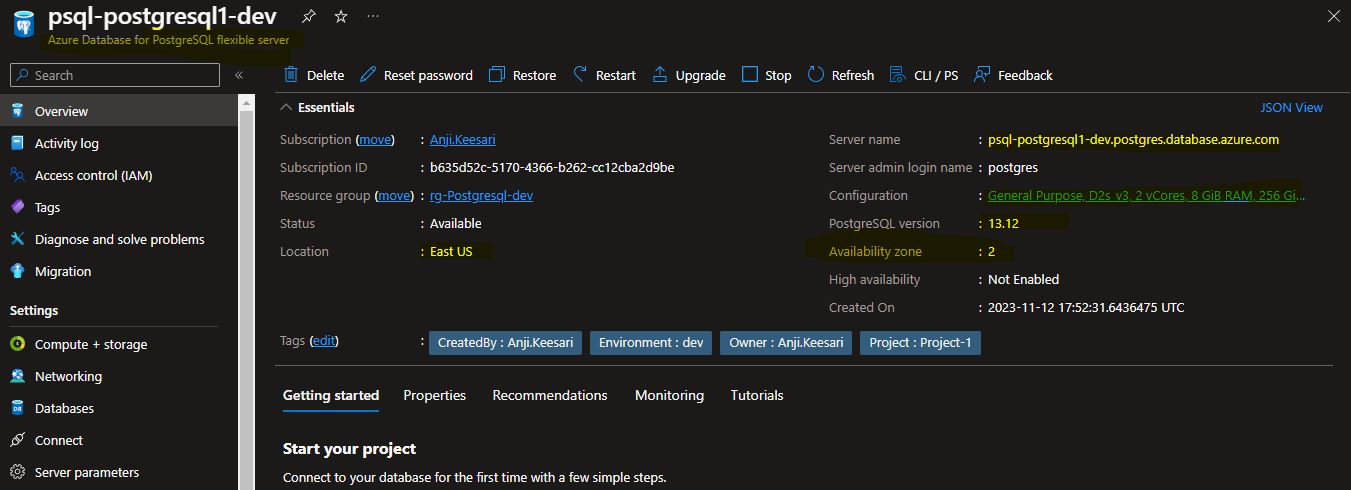 psql-postgresql1-dev ...
Azure Database for PostgreSQL flexible server
Search «
Delete Reset password Restore Restart Upgrade Stop Refresh CLI / PS Feedback
Overview
Activity log
Access control (IAM)
Tags
Diagnose and solve problems
Migration
Settings
Compute + storage
Networking
Databases
Connect
Server parameters
Essentials JSON View
Subscription (move) : Anji.Keesari
Subscription ID : b635d52c-5170-4366-b262-cc12cba2d9be
Resource group (move) : rg-Postgresql-dev
Status : Available
Location : East US
Server name : psql-postgresql1-dev.postgres.database.azure.com
Server admin login name : postgres
Configuration : General Purpose, D2s_v3, 2 vCores, 8 GiB RAM, 256 Gi...
PostgreSQL version : 13.12
Availability zone : 2
High availability : Not Enabled
Created On : 2023-11-12 17:52:31.6436475 UTC
Tags (edit) : CreatedBy : Anji.Keesari Environment : dev Owner : Anji.Keesari Project : Project-1
Getting started Properties Recommendations Monitoring Tutorials
Start your project
Connect to your database for the first time with a few simple steps.